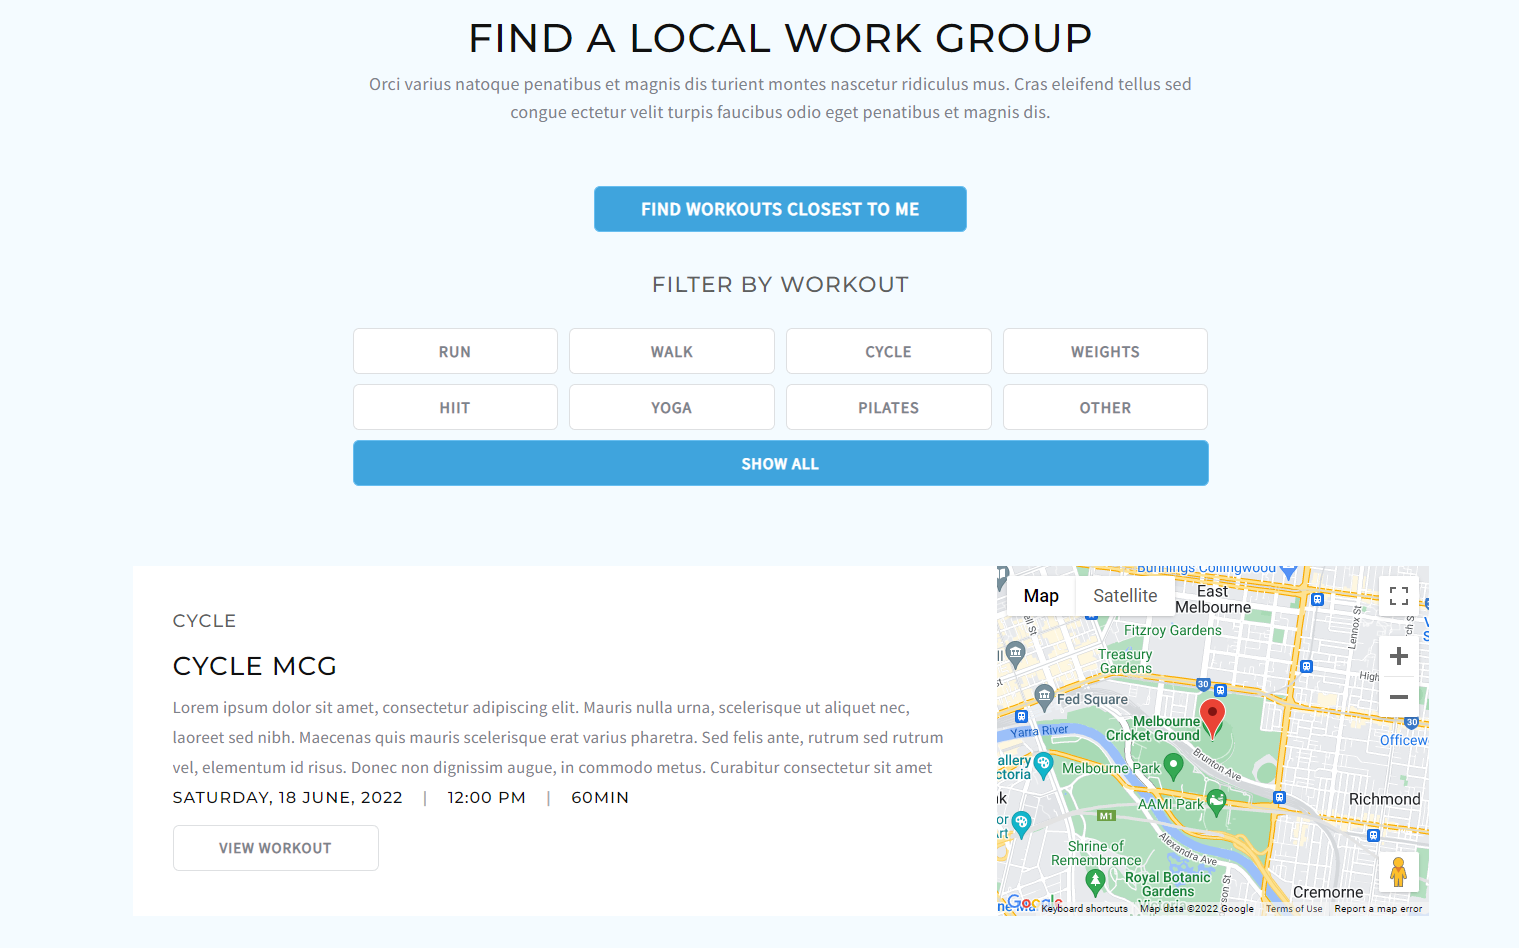 FIND A LOCAL WORK GROUP
Orci varius natoque penatibus et magnis dis turient montes nascetur ridiculus mus. Cras eleifend tellus sed
congue ectetur velit turpis faucibus odio eget penatibus et magnis dis.
FIND WORKOUTS CLOSEST TO ME
FILTER BY WORKOUT
RUN WALK CYCLE WEIGHTS
HIIT YOGA PILATES OTHER
SHOW ALL
CYCLE
CYCLE MCG
Lorem ipsum dolor sit amet, consectetur adipiscing elit. Mauris nulla urna, scelerisque ut aliquet nec,
laoreet sed nibh. Maecenas quis mauris scelerisque erat varius pharetra. Sed felis ante, rutrum sed rutrum
vel, elementum id risus. Donec non dignissim augue, in commodo metus. Curabitur consectetur sit amet
SATURDAY, 18 JUNE, 2022 | 12:00 PM | 60MIN
VIEW WORKOUT
Bunnings Collingwood
Map Satellite
East
Melbourne
Fitzroy Gardens
Lennox St
Treasury
Gardens
30
Fed Square
Melbourne
Cricket Ground
30
Yarra River
Brunton Ave
Melbourne Park
AAMI Park
Richmond
M1
Alexandra Ave
Shrine of
Remembrance
Royal Botanic
Gardens
Cremorne
Google
Keyboard shortcuts Map data ©2022 Google Terms of Use Report a map error